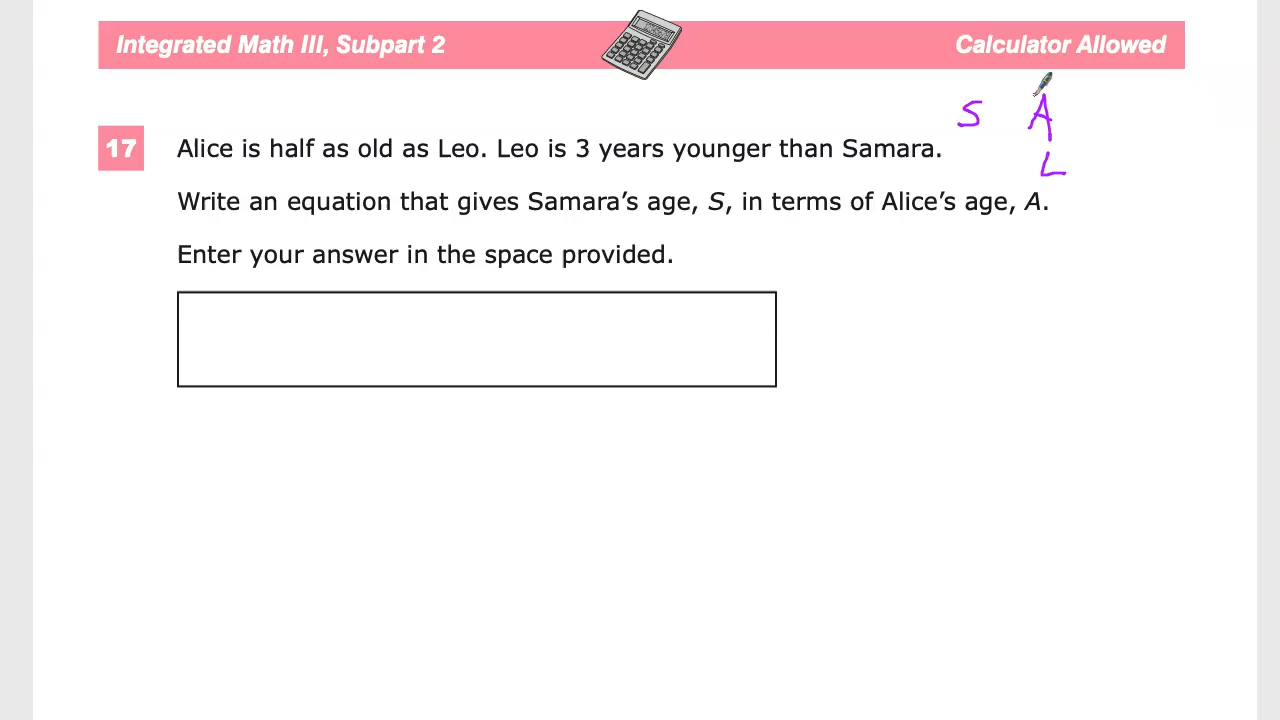 Integrated Math III, Subpart 2 Calculator Allowed
S A
17 Alice is half as old as Leo. Leo is 3 years younger than Samara.
L
Write an equation that gives Samara’s age, S, in terms of Alice’s age, A.
Enter your answer in the space provided.